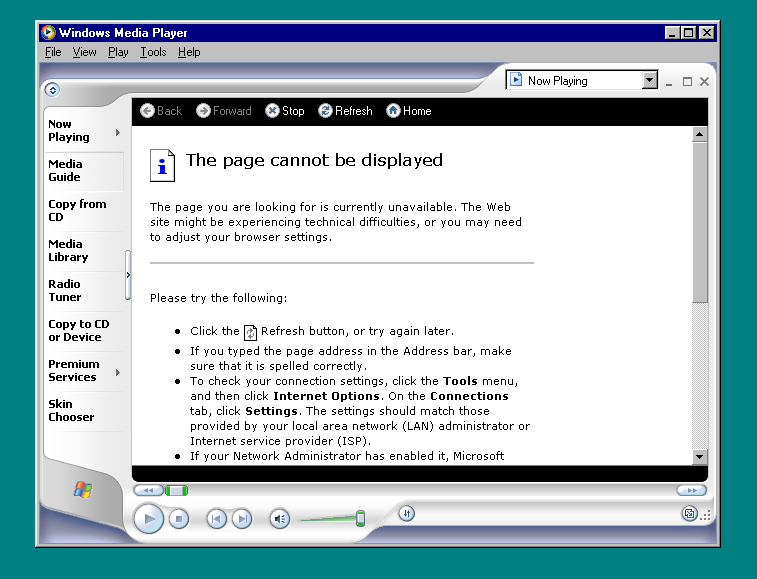 Windows Media Player
File View Play Tools Help
Now Playing
Back Forward Stop Refresh Home
Now
Playing
Media
Guide
Copy from
CD
Media
Library
Radio
Tuner
Copy to CD
or Device
Premium
Services
Skin
Chooser
The page cannot be displayed
The page you are looking for is currently unavailable. The Web
site might be experiencing technical difficulties, or you may need
to adjust your browser settings.
Please try the following:
• Click the Refresh button, or try again later.
• If you typed the page address in the Address bar, make
sure that it is spelled correctly.
• To check your connection settings, click the Tools menu,
and then click Internet Options. On the Connections
tab, click Settings. The settings should match those
provided by your local area network (LAN) administrator or
Internet service provider (ISP).
• If your Network Administrator has enabled it, Microsoft